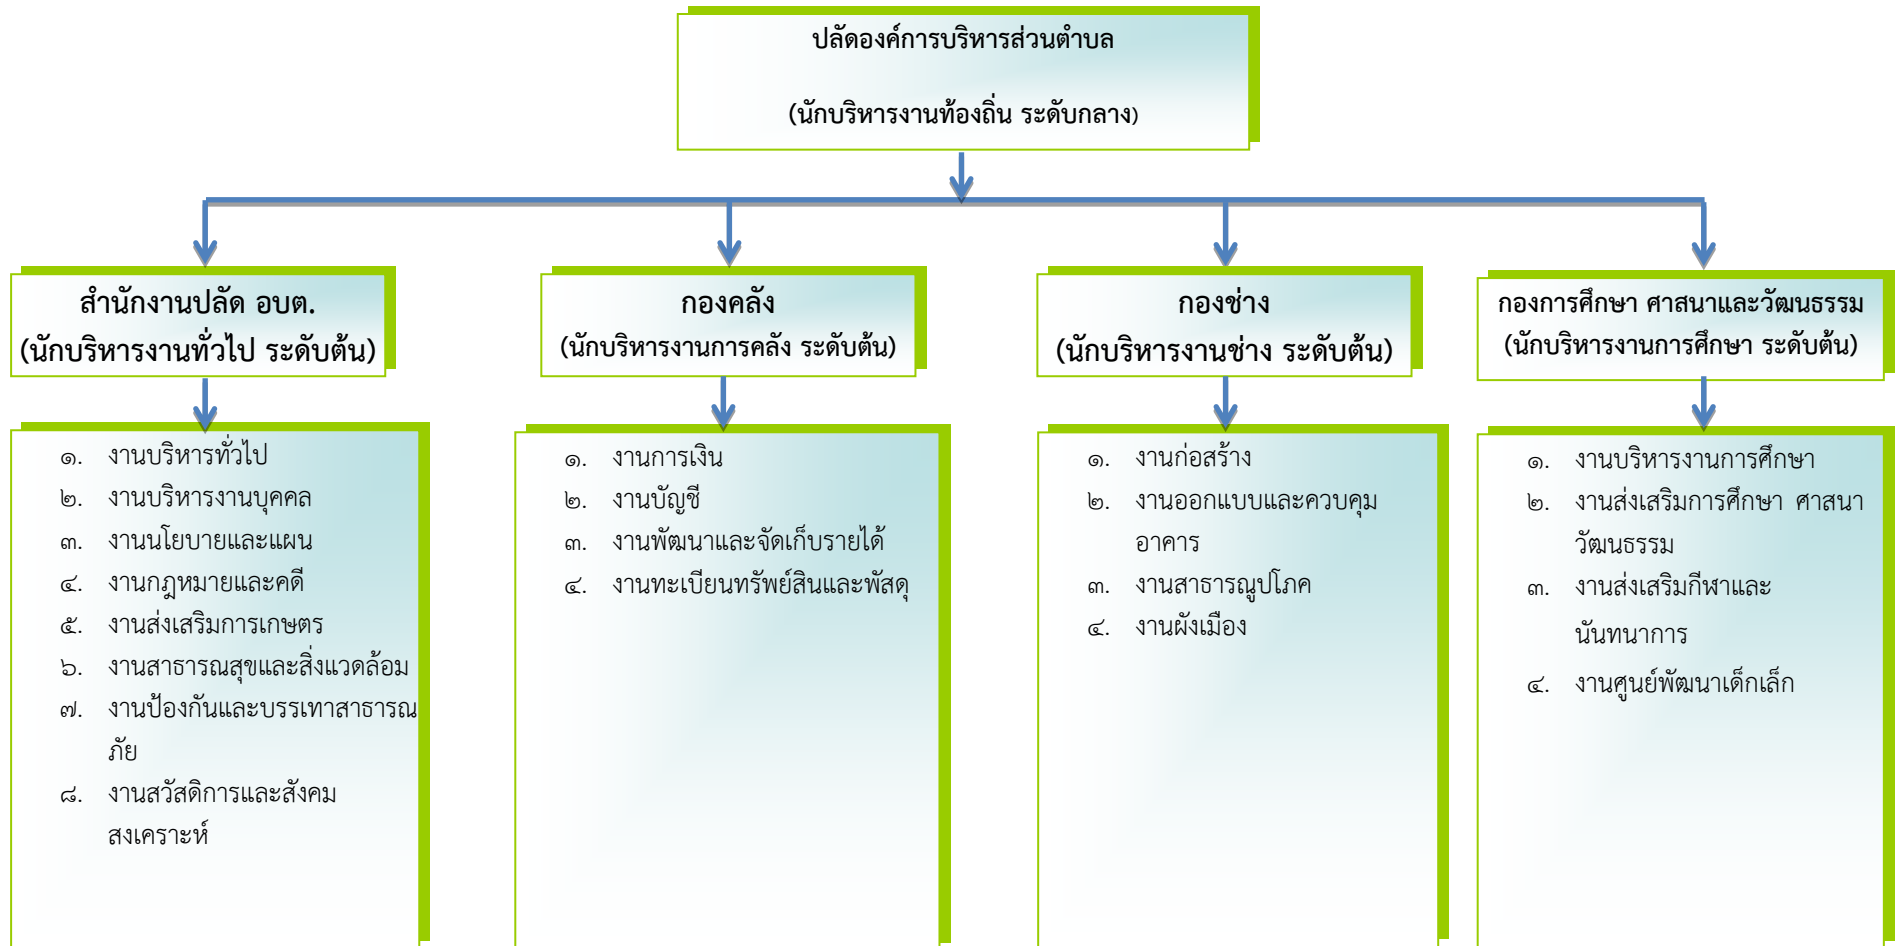 ปลัดองค์การบริหารส่วนตำบล
(นักบริหารงานท้องถิ่น ระดับกลาง)
สำนักงานปลัด อบต.
(นักบริหารงานทั่วไป ระดับต้น)
๑. งานบริหารทั่วไป
๒. งานบริหารงานบุคคล
๓. งานนโยบายและแผน
๔. งานกฎหมายและคดี
๕. งานส่งเสริมการเกษตร
๖. งานสาธารณสุขและสิ่งแวดล้อม
๗. งานป้องกันและบรรเทาสาธารณ
ภัย
๘. งานสวัสดิการและสังคม
สงเคราะห์
กองคลัง
(นักบริหารงานการคลัง ระดับต้น)
๑. งานการเงิน
๒. งานบัญชี
๓. งานพัฒนาและจัดเก็บรายได้
๔. งานทะเบียนทรัพย์สินและพัสดุ
กองช่าง
(นักบริหารงานช่าง ระดับต้น)
๑. งานก่อสร้าง
๒. งานออกแบบและควบคุม
อาคาร
๓. งานสาธารณูปโภค
๔. งานผังเมือง
กองการศึกษา ศาสนาและวัฒนธรรม
(นักบริหารงานการศึกษา ระดับต้น)
๑. งานบริหารงานการศึกษา
๒. งานส่งเสริมการศึกษา ศาสนา
วัฒนธรรม
๓. งานส่งเสริมกีฬาและ
นันทนาการ
๔. งานศูนย์พัฒนาเด็กเล็ก